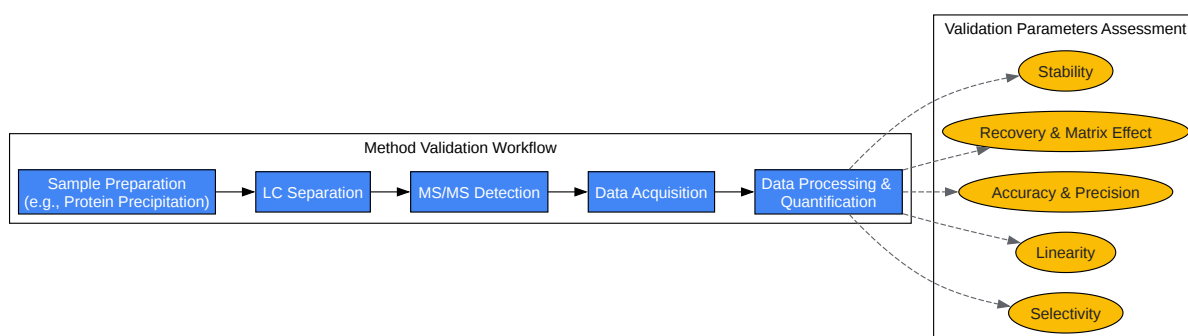 Method Validation Workflow
Sample Preparation
(e.g., Protein Precipitation)
LC Separation
MS/MS Detection
Data Acquisition
Data Processing &
Quantification
Validation Parameters Assessment
Stability
Recovery & Matrix Effect
Accuracy & Precision
Linearity
Selectivity